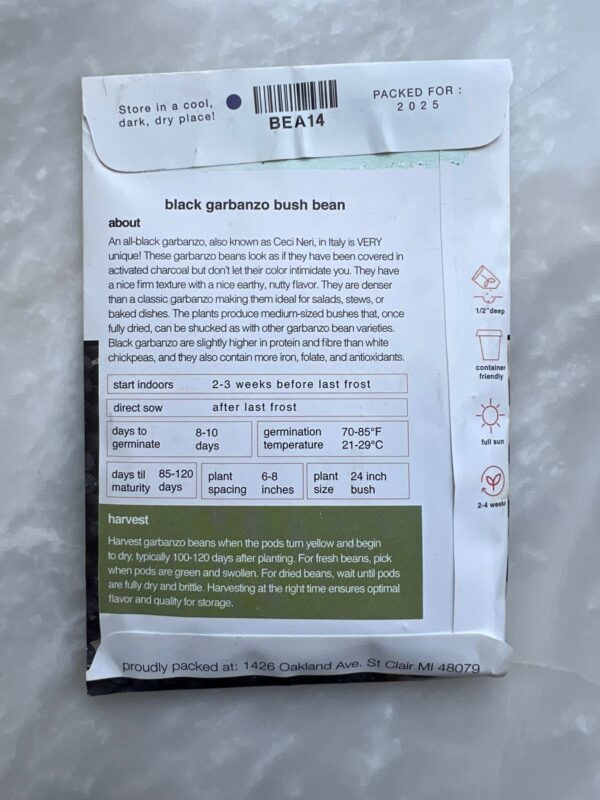 Store in a cool,
dark, dry place!
BEA14
PACKED FOR :
2025
black garbanzo bush bean
about
An all-black garbanzo, also known as Ceci Neri, in Italy is VERY
unique! These garbanzo beans look as if they have been covered in
activated charcoal but don't let their color intimidate you. They have
a nice firm texture with a nice earthy, nutty flavor. They are denser
than a classic garbanzo making them ideal for salads, stews, or
baked dishes. The plants produce medium-sized bushes that, once
fully dried, can be shucked as with other garbanzo bean varieties.
Black garbanzo are slightly higher in protein and fibre than white
chickpeas, and they also contain more iron, folate, and antioxidants.
start indoors 2-3 weeks before last frost
direct sow after last frost
days to germinate 8-10 days
germination temperature 70-85°F 21-29°C
days til maturity 85-120 days
plant spacing 6-8 inches
plant size 24 inch bush
harvest
Harvest garbanzo beans when the pods turn yellow and begin
to dry, typically 100-120 days after planting. For fresh beans, pick
when pods are green and swollen. For dried beans, wait until pods
are fully dry and brittle. Harvesting at the right time ensures optimal
flavor and quality for storage.
1/2" deep
container
friendly
full sun
2-4 weeks
proudly packed at: 1426 Oakland Ave. St Clair MI 48079